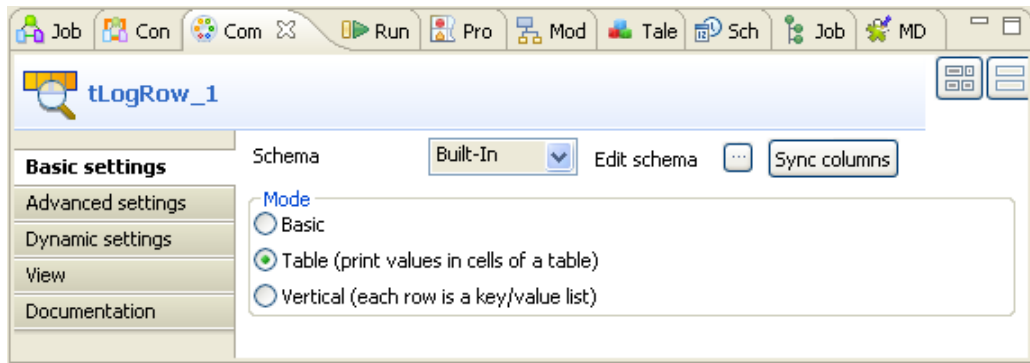 Job Con Com Run Pro Mod Tale Sch Job MD
tLogRow_1
Basic settings
Advanced settings
Dynamic settings
View
Documentation
Schema Built-In Edit schema ... Sync columns
Mode
Basic
Table (print values in cells of a table)
Vertical (each row is a key/value list)